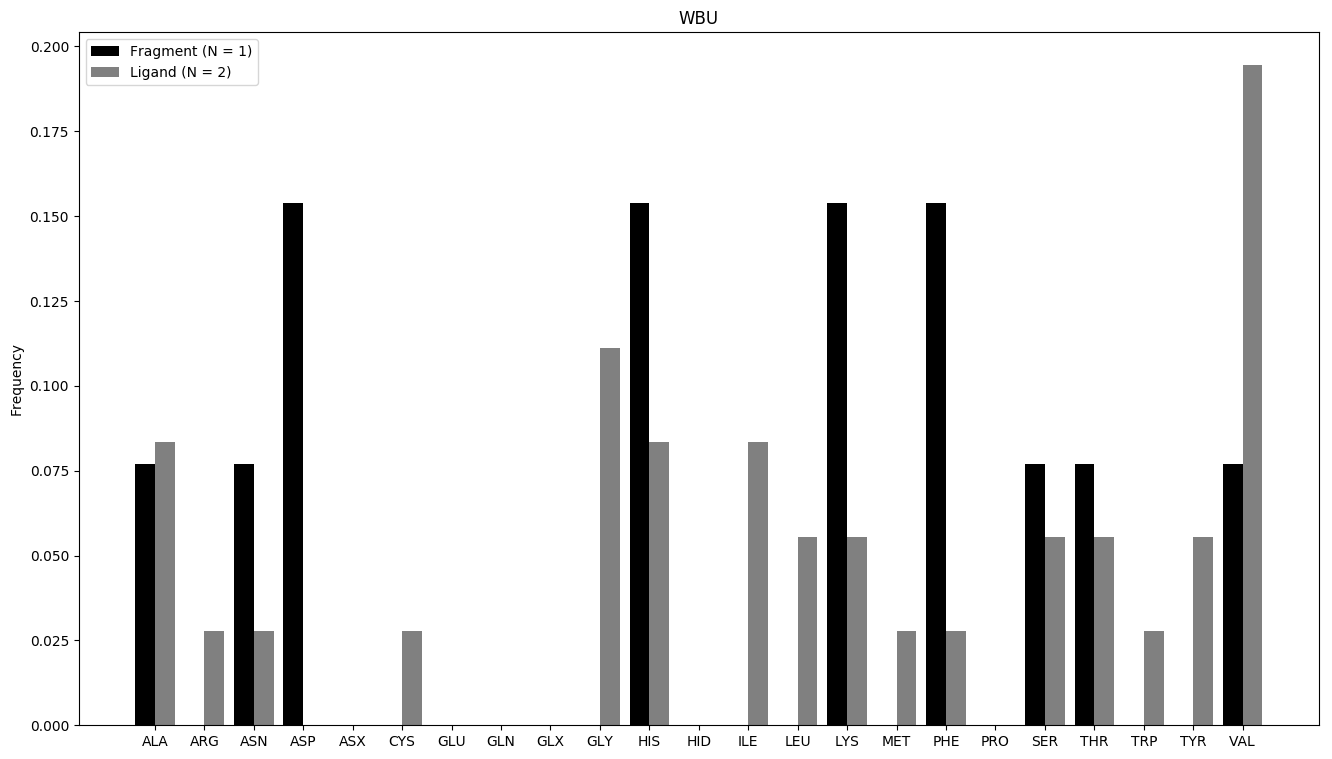 WBU
Fragment (N = 1)
Ligand (N = 2)
Frequency
0.200
0.175
0.150
0.125
0.100
0.075
0.050
0.025
0.000
ALA ARG ASN ASP ASX CYS GLU GLN GLX GLY HIS HID ILE LEU LYS MET PHE PRO SER THR TRP TYR VAL